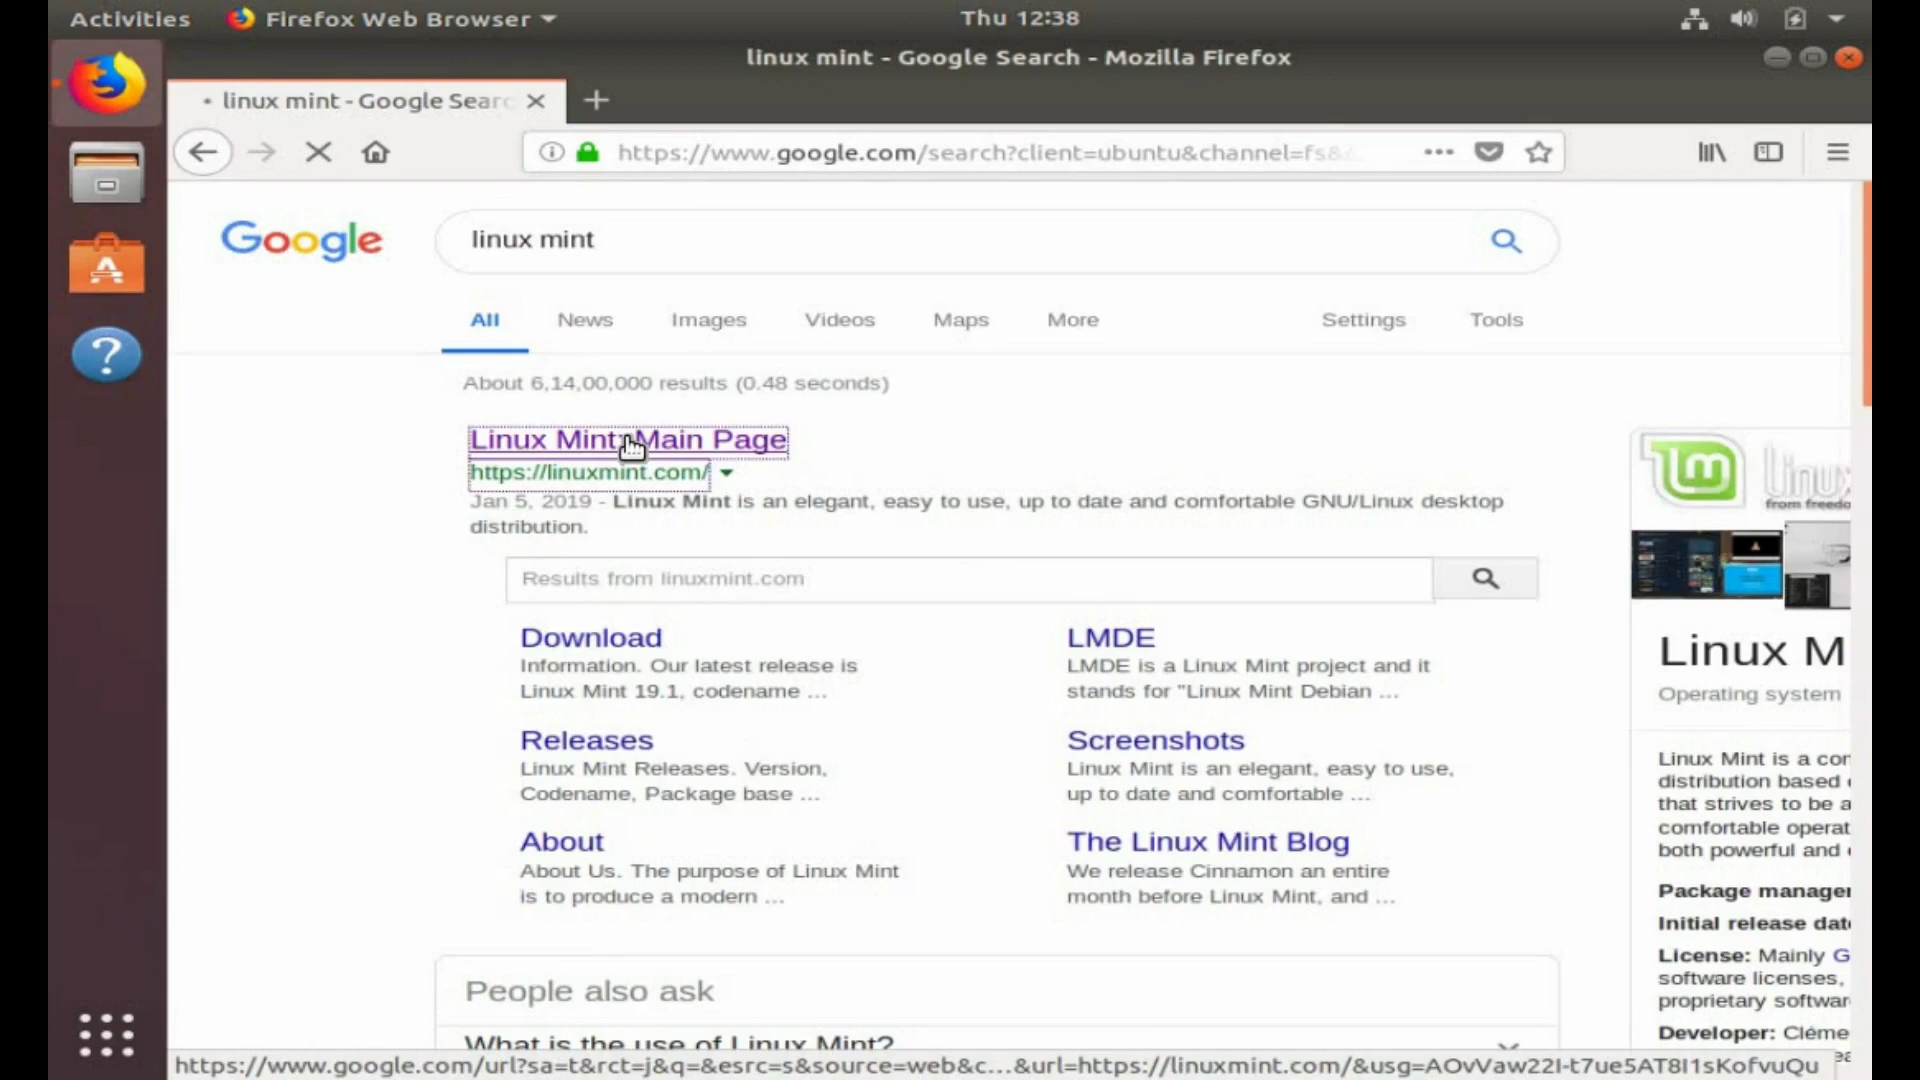 Activities
Firefox Web Browser
Thu 12:38
linux mint - Google Search - Mozilla Firefox
linux mint - Google Sear
https://www.google.com/search?client=ubuntu&channel=fs&
Google
linux mint
All
News
Images
Videos
Maps
More
Settings
Tools
About 6,14,00,000 results (0.48 seconds)
Linux Mint: Main Page
https://linuxmint.com/
Jan 5, 2019 - Linux Mint is an elegant, easy to use, up to date and comfortable GNU/Linux desktop
distribution.
Results from linuxmint.com
Download
Information. Our latest release is
Linux Mint 19.1, codename ...
LMDE
LMDE is a Linux Mint project and it
stands for "Linux Mint Debian ...
Releases
Linux Mint Releases. Version,
Codename, Package base ...
Screenshots
Linux Mint is an elegant, easy to use,
up to date and comfortable ...
About
About Us. The purpose of Linux Mint
is to produce a modern ...
The Linux Mint Blog
We release Cinnamon an entire
month before Linux Mint, and ...
People also ask
What is the use of Linux Mint?
lm
linux
from freedo
Linux M
Operating system
Linux Mint is a con
distribution based
that strives to be a
comfortable operat
both powerful and
Package manager
Initial release date
License: Mainly G
software licenses,
proprietary softwar
Developer: Cléme
https://www.google.com/url?sa=t&rct=j&q=&esrc=s&source=web&c...&url=https://linuxmint.com/&usg=AOvVaw22I-t7ue5AT8I1sKofvuQu